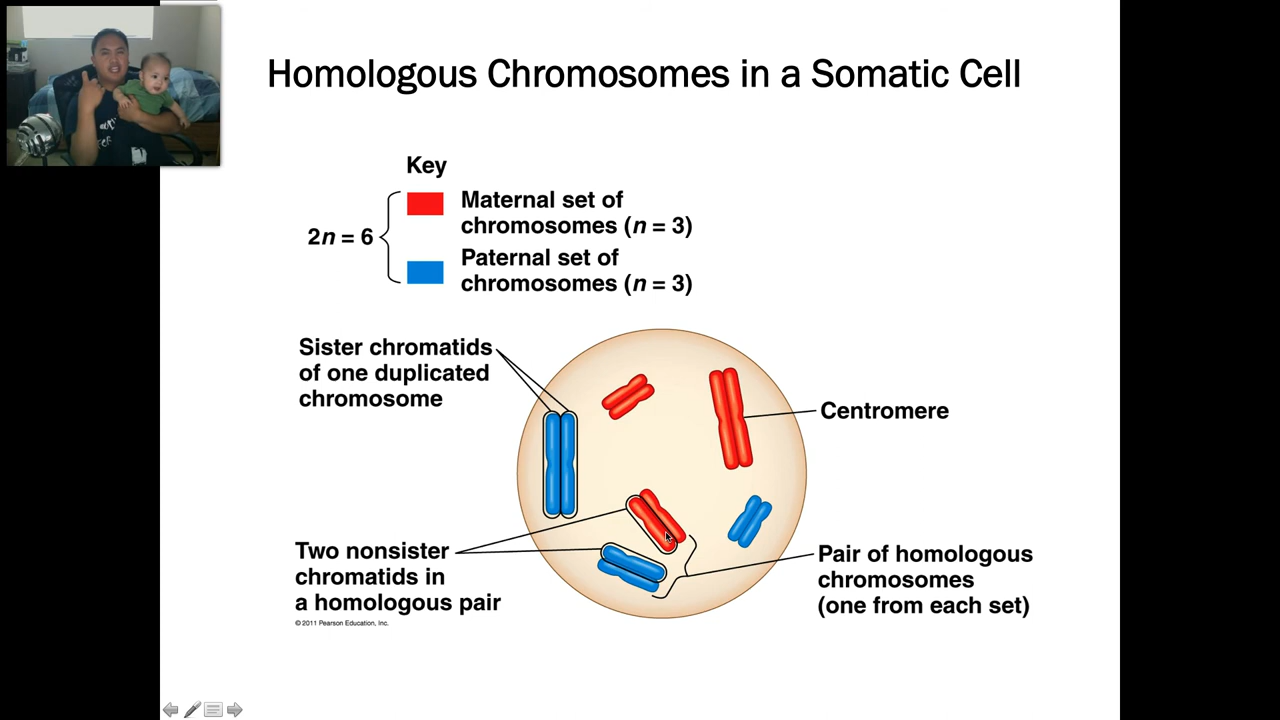 Homologous Chromosomes in a Somatic Cell
Key
2n = 6
Maternal set of
chromosomes (n = 3)
Paternal set of
chromosomes (n = 3)
Sister chromatids
of one duplicated
chromosome
Centromere
Two nonsister
chromatids in
a homologous pair
Pair of homologous
chromosomes
(one from each set)
© 2011 Pearson Education, Inc.